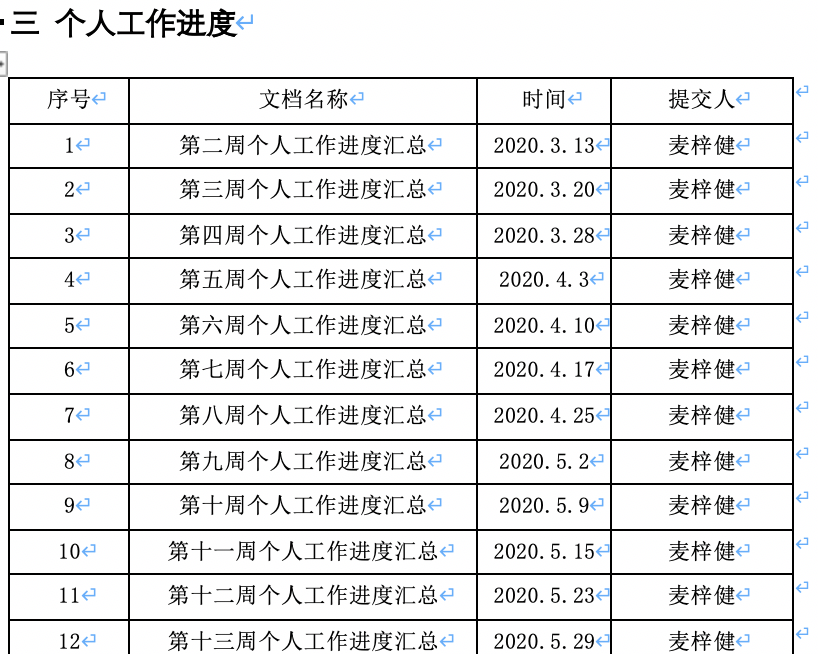 三 个人工作进度
序号 文档名称 时间 提交人
1 第二周个人工作进度汇总 2020.3.13 麦梓健
2 第三周个人工作进度汇总 2020.3.20 麦梓健
3 第四周个人工作进度汇总 2020.3.28 麦梓健
4 第五周个人工作进度汇总 2020.4.3 麦梓健
5 第六周个人工作进度汇总 2020.4.10 麦梓健
6 第七周个人工作进度汇总 2020.4.17 麦梓健
7 第八周个人工作进度汇总 2020.4.25 麦梓健
8 第九周个人工作进度汇总 2020.5.2 麦梓健
9 第十周个人工作进度汇总 2020.5.9 麦梓健
10 第十一周个人工作进度汇总 2020.5.15 麦梓健
11 第十二周个人工作进度汇总 2020.5.23 麦梓健
12 第十三周个人工作进度汇总 2020.5.29 麦梓健